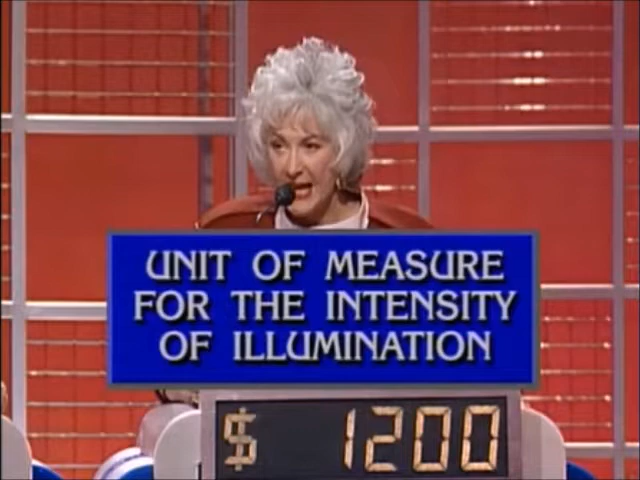 UNIT OF MEASURE
FOR THE INTENSITY
OF ILLUMINATION
$ 1200